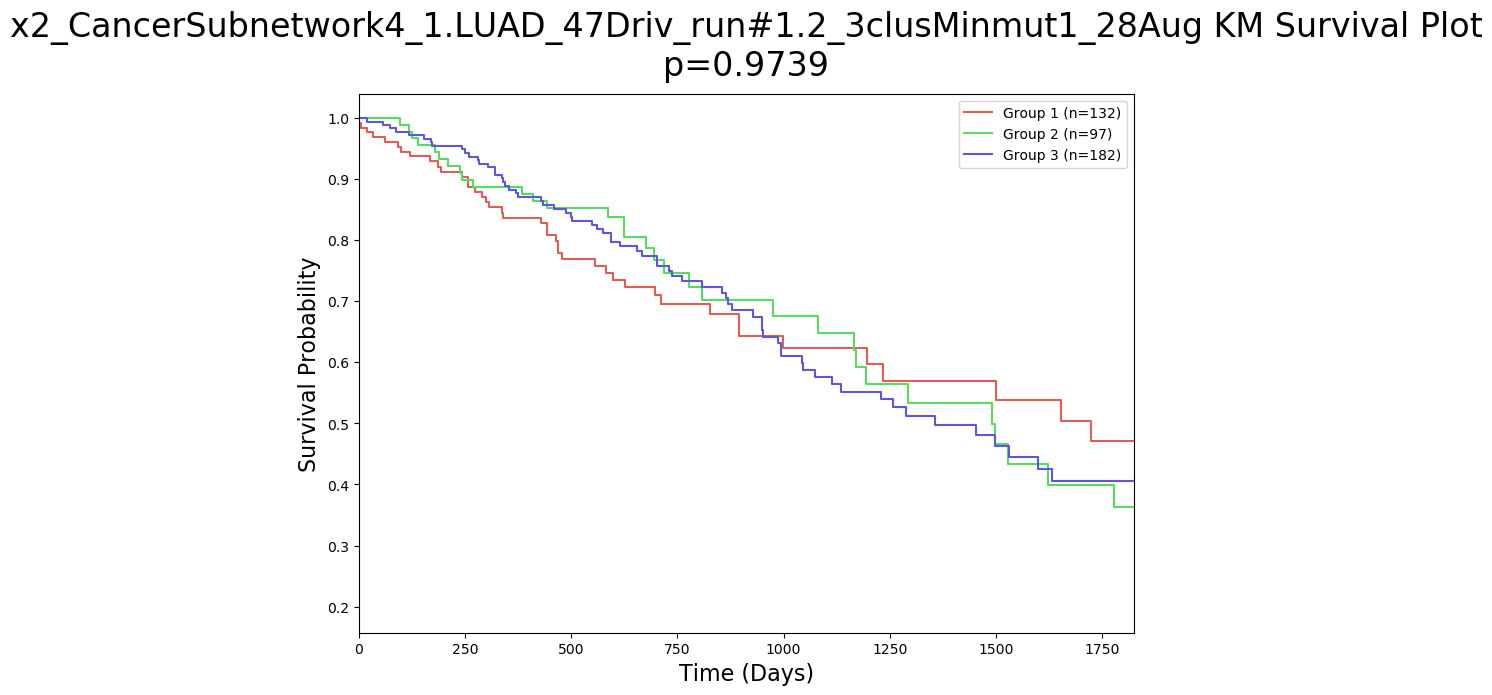 x2_CancerSubnetwork4_1.LUAD_47Driv_run#1.2_3clusMinmut1_28Aug KM Survival Plot
p=0.9739
Group 1 (n=132)
Group 2 (n=97)
Group 3 (n=182)
Survival Probability
1.0
0.9
0.8
0.7
0.6
0.5
0.4
0.3
0.2
0 250 500 750 1000 1250 1500 1750
Time (Days)